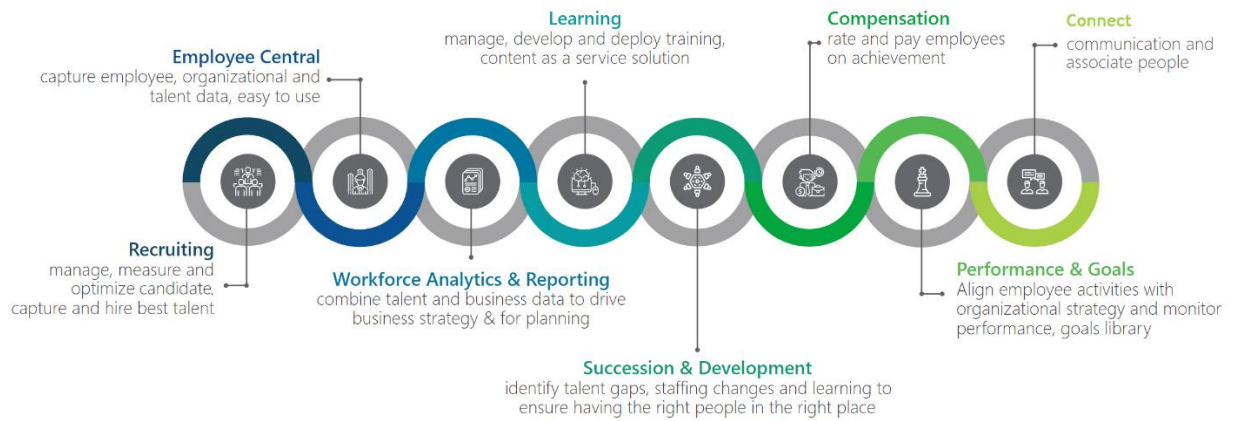 Recruiting
manage, measure and
optimize candidate,
capture and hire best talent
Employee Central
capture employee, organizational and
talent data, easy to use
Workforce Analytics & Reporting
combine talent and business data to drive
business strategy & for planning
Learning
manage, develop and deploy training,
content as a service solution
Succession & Development
identify talent gaps, staffing changes and learning to
ensure having the right people in the right place
Compensation
rate and pay employees
on achievement
Performance & Goals
Align employee activities with
organizational strategy and monitor
performance, goals library
Connect
communication and
associate people